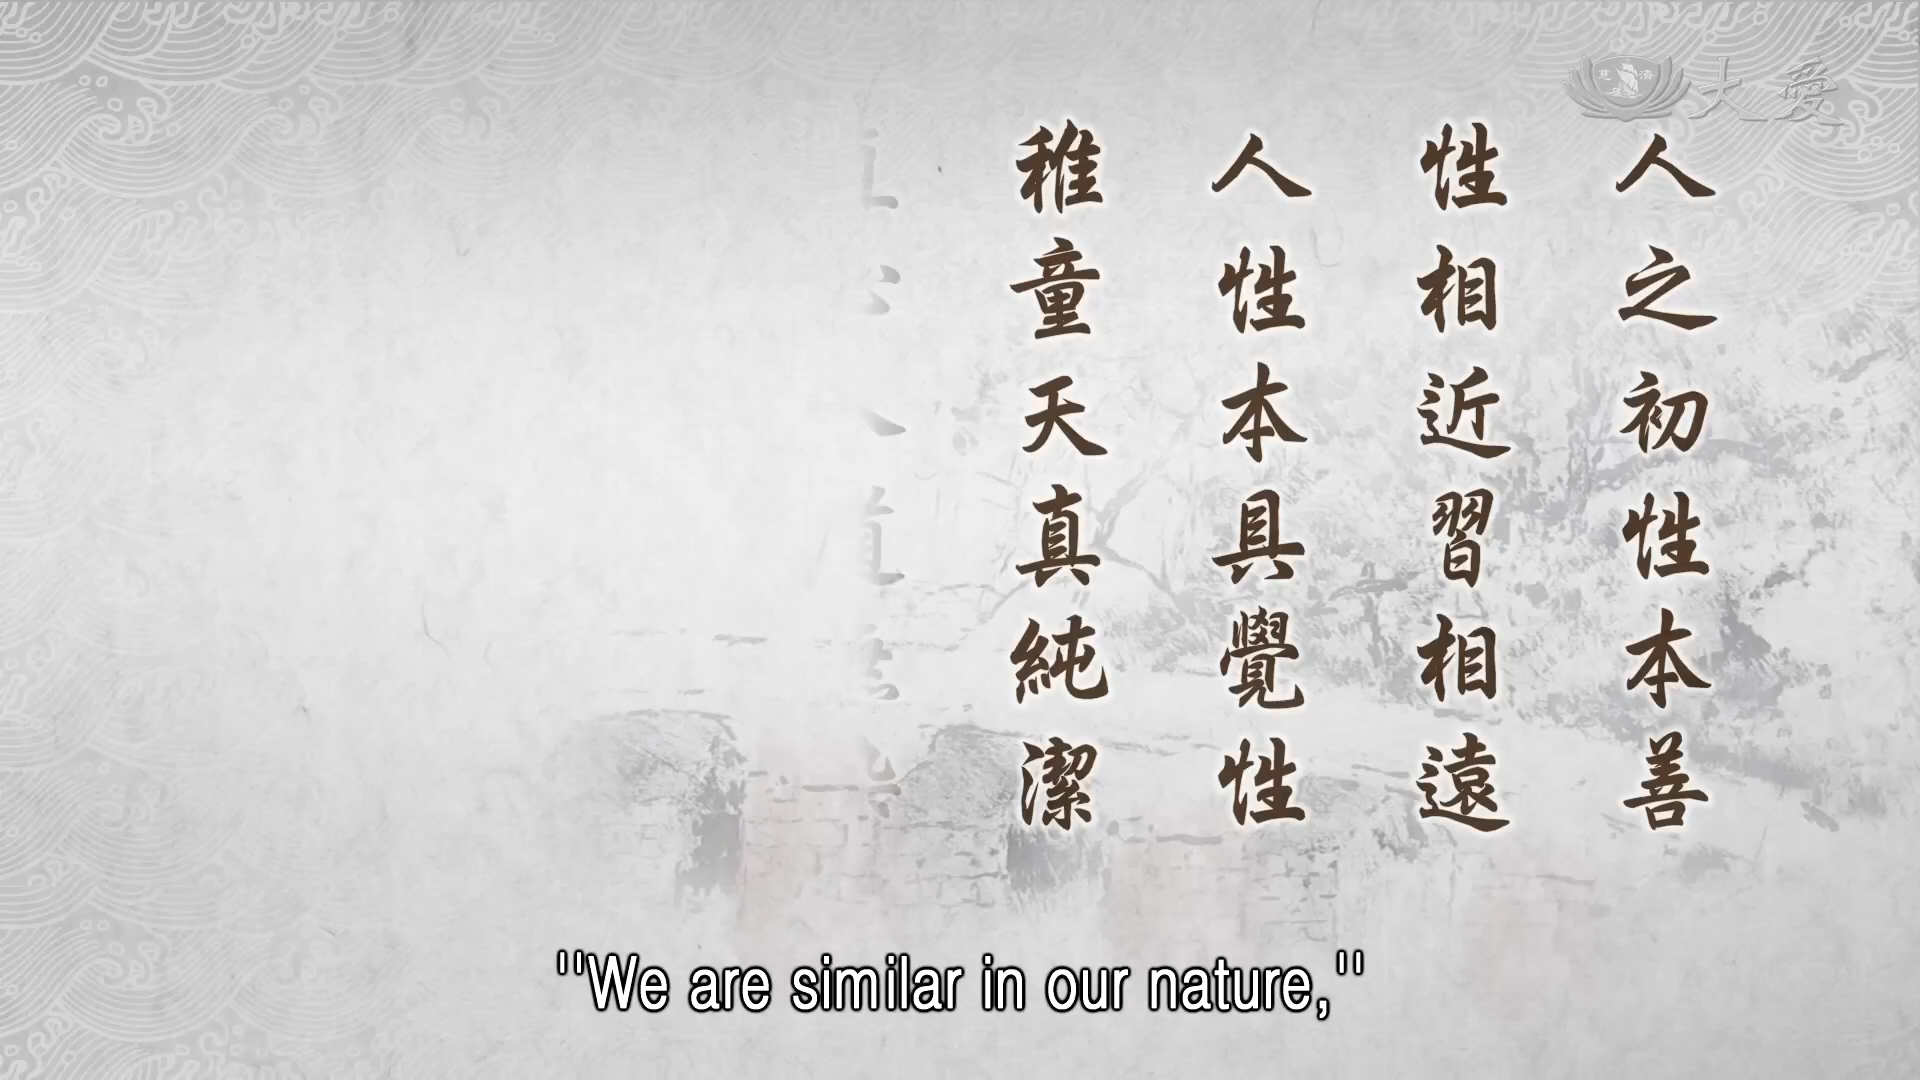 大愛
人之初性本善
性相近習相遠
人性本具覺性
稚童天真純潔
"We are similar in our nature,"